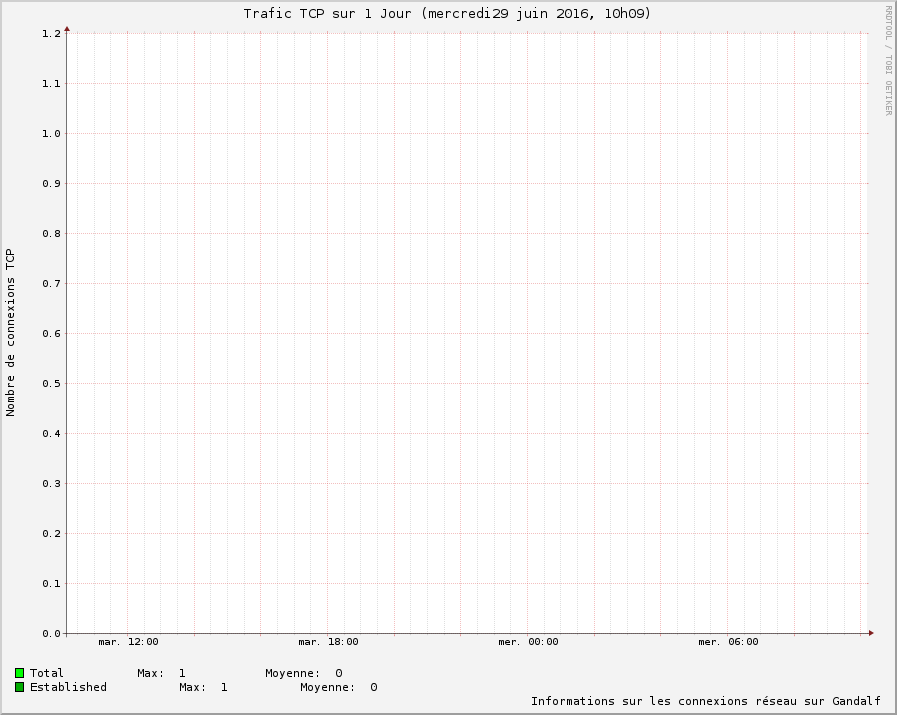 Trafic TCP sur 1 Jour (mercredi29 juin 2016, 10h09)
RRDTOOL / TOBI OETIKER
Nombre de connexions TCP
1.2
1.1
1.0
0.9
0.8
0.7
0.6
0.5
0.4
0.3
0.2
0.1
0.0
mar. 12:00 mar. 18:00 mer. 00:00 mer. 06:00
Total Max: 1 Moyenne: 0
Established Max: 1 Moyenne: 0
Informations sur les connexions réseau sur Gandalf